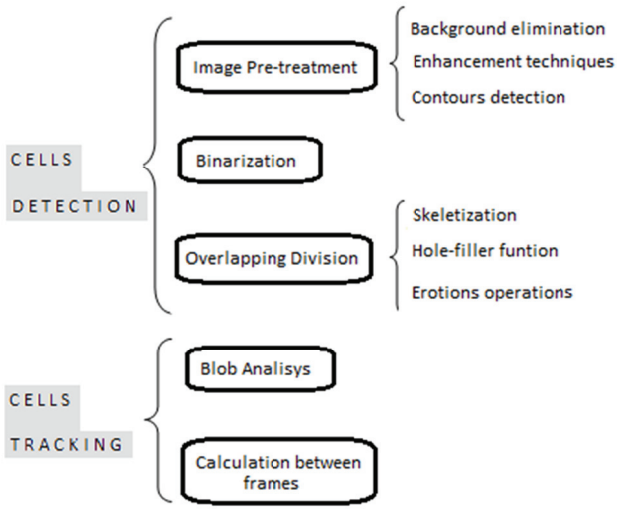 CELLS
DETECTION
Image Pre-treatment
Background elimination
Enhancement techniques
Contours detection
Binarization
Overlapping Division
Skeletization
Hole-filler funtion
Erotions operations
CELLS
TRACKING
Blob Analisys
Calculation between
frames